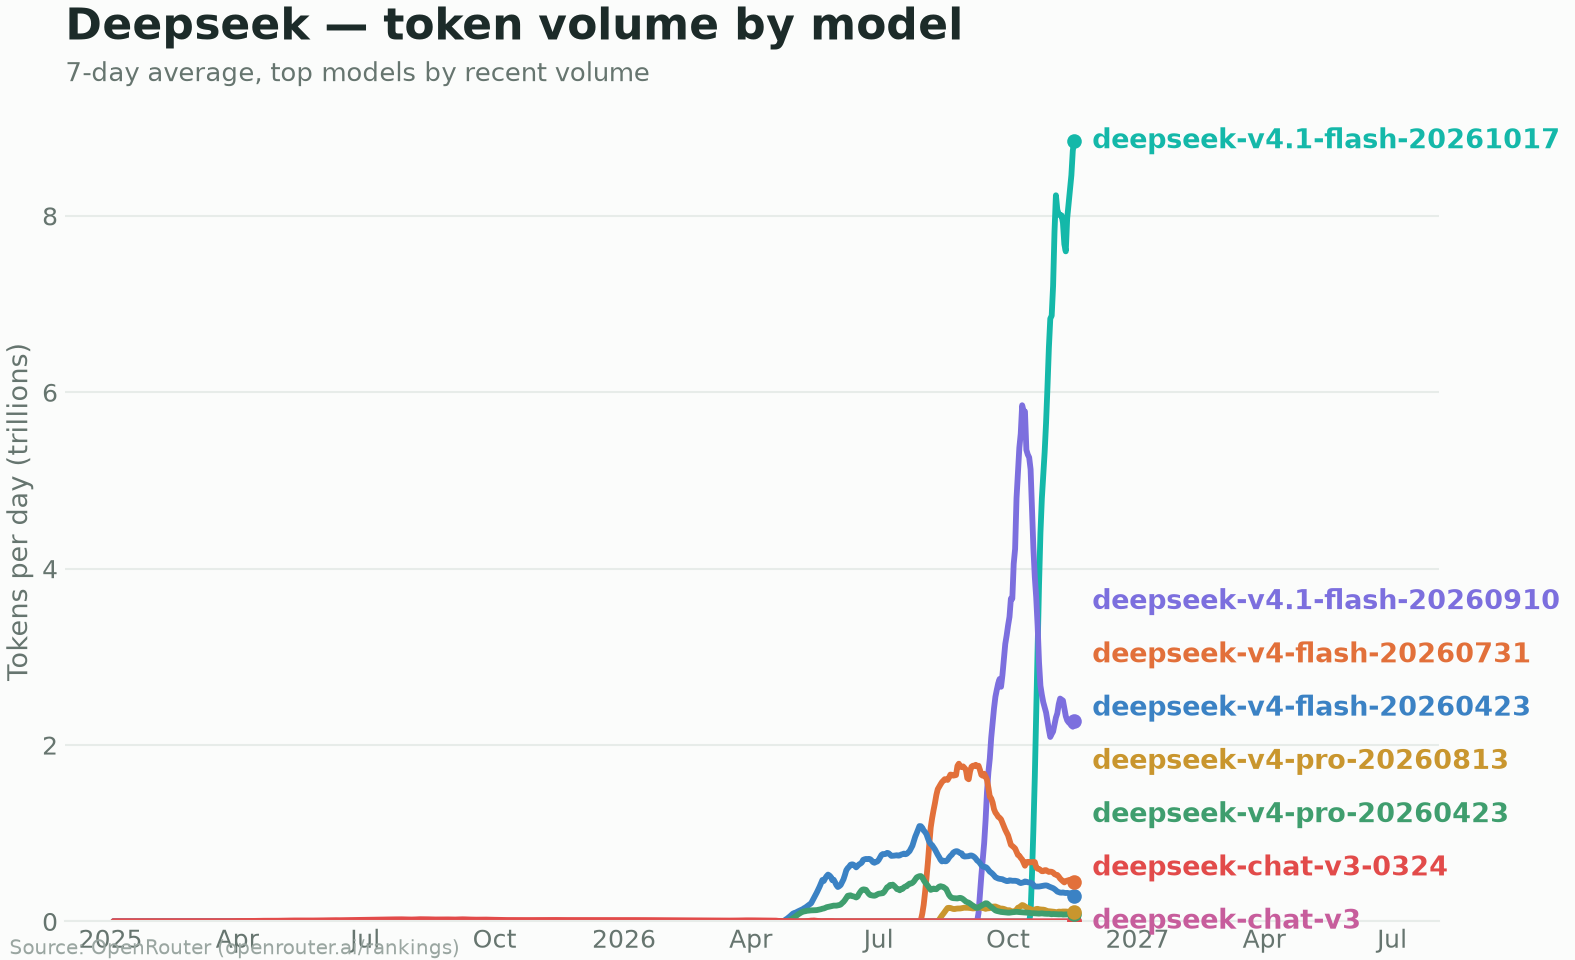 Deepseek — token volume by model
7-day average, top models by recent volume
Tokens per day (trillions)
8
6
4
2
0
deepseek-v4.1-flash-20261017
deepseek-v4.1-flash-20260910
deepseek-v4-flash-20260731
deepseek-v4-flash-20260423
deepseek-v4-pro-20260813
deepseek-v4-pro-20260423
deepseek-chat-v3-0324
deepseek-chat-v3
2025 Apr Jul Oct 2026 Apr Jul Oct 2027 Apr Jul
Source: OpenRouter (openrouter.ai/rankings)